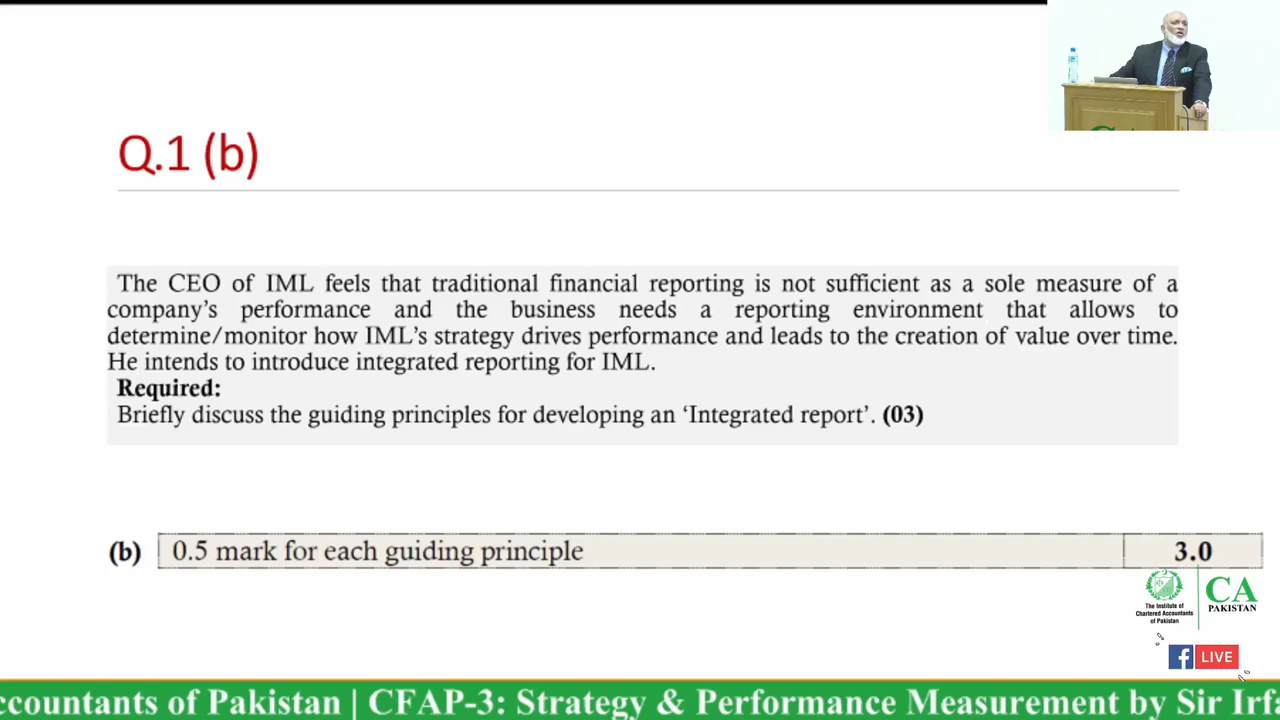 Q.1 (b)
The CEO of IML feels that traditional financial reporting is not sufficient as a sole measure of a
company's performance and the business needs a reporting environment that allows to
determine/monitor how IML's strategy drives performance and leads to the creation of value over time.
He intends to introduce integrated reporting for IML.
Required:
Briefly discuss the guiding principles for developing an 'Integrated report'. (03)
(b) 0.5 mark for each guiding principle 3.0
The Institute of
Chartered Accountants
of Pakistan
CA
PAKISTAN
f LIVE
ccountants of Pakistan | CFAP-3: Strategy & Performance Measurement by Sir Irfa